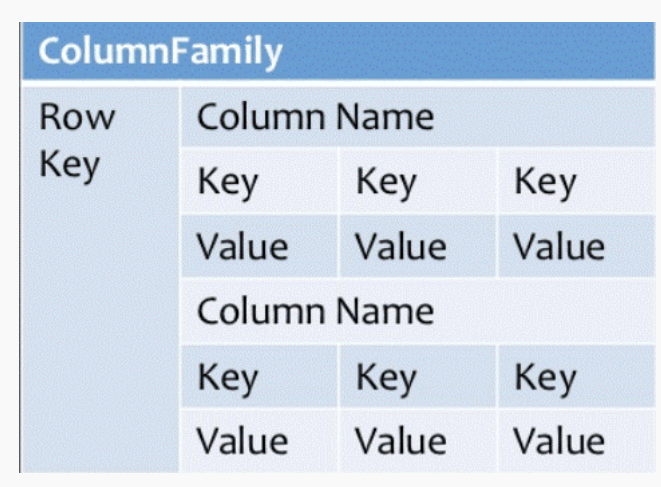 ColumnFamily
Row Key
Column Name
Key Key Key
Value Value Value
Column Name
Key Key Key
Value Value Value